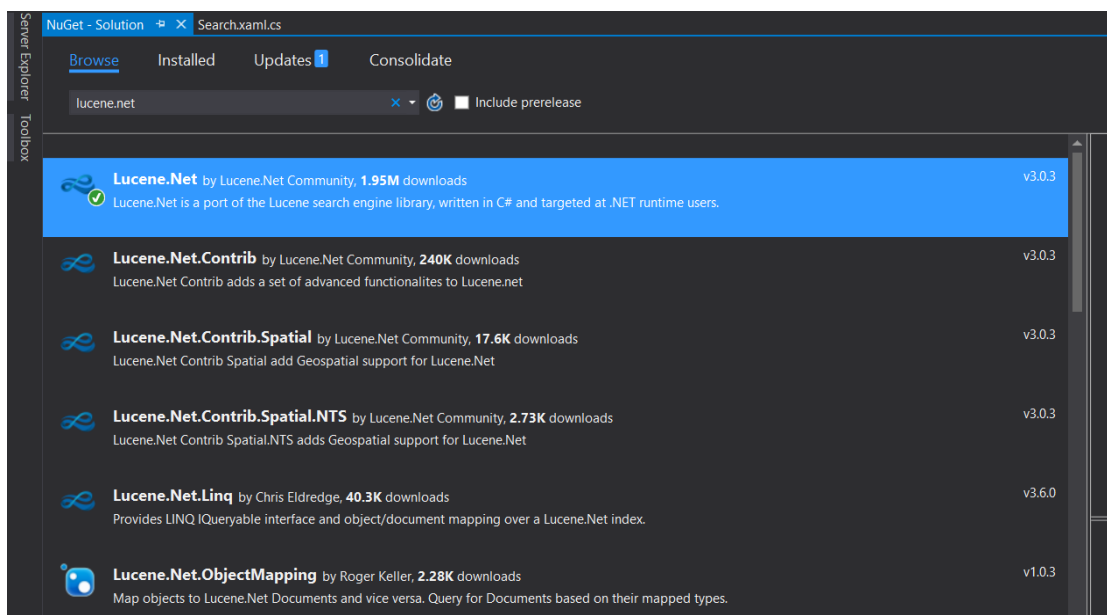 Server Explorer
Toolbox
NuGet - Solution
Search.xaml.cs
Browse Installed Updates 1 Consolidate
lucene.net
Include prerelease
Lucene.Net by Lucene.Net Community, 1.95M downloads v3.0.3
Lucene.Net is a port of the Lucene search engine library, written in C# and targeted at .NET runtime users.
Lucene.Net.Contrib by Lucene.Net Community, 240K downloads v3.0.3
Lucene.Net Contrib adds a set of advanced functionalites to Lucene.net
Lucene.Net.Contrib.Spatial by Lucene.Net Community, 17.6K downloads v3.0.3
Lucene.Net Contrib Spatial add Geospatial support for Lucene.Net
Lucene.Net.Contrib.Spatial.NTS by Lucene.Net Community, 2.73K downloads v3.0.3
Lucene.Net Contrib Spatial.NTS adds Geospatial support for Lucene.Net
Lucene.Net.Linq by Chris Eldredge, 40.3K downloads v3.6.0
Provides LINQ IQueryable interface and object/document mapping over a Lucene.Net index.
Lucene.Net.ObjectMapping by Roger Keller, 2.28K downloads v1.0.3
Map objects to Lucene.Net Documents and vice versa. Query for Documents based on their mapped types.